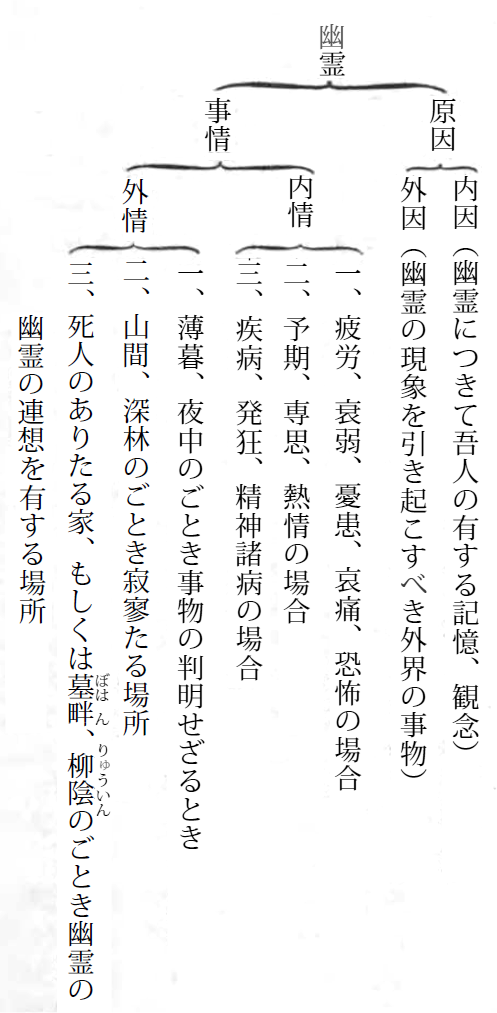 幽霊
原因
内因（幽霊につきて吾人の有する記憶、観念）
外因（幽霊の現象を引き起こすべき外界の事物）
事情
内情
一、疲労、衰弱、憂患、哀痛、恐怖の場合
二、予期、専思、熱情の場合
三、疾病、発狂、精神諸病の場合
外情
一、薄暮、夜中のごとき事物の判明せざるとき
二、山間、深林のごとき寂寥たる場所
三、死人のありたる家、もしくは墓畔、柳陰のごとき幽霊の
ぼはん
りゅういん
幽霊の連想を有する場所